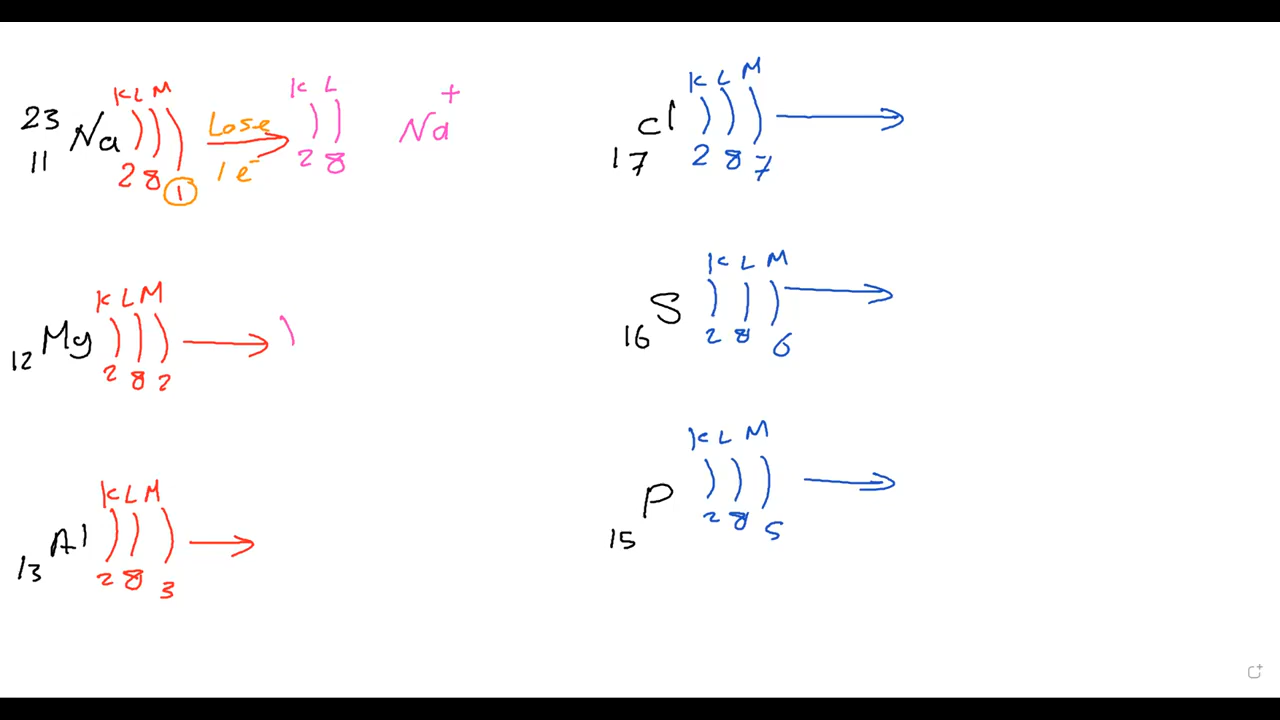 K L M
K L
+
23
Na
Lose
Na
11
2 8 1
1 e-
2 8
K L M
12 Mg
2 8 2
K L M
13 Al
2 8 3
K L M
17 Cl
2 8 7
K L M
16 S
2 8 6
K L M
15 P
2 8 5